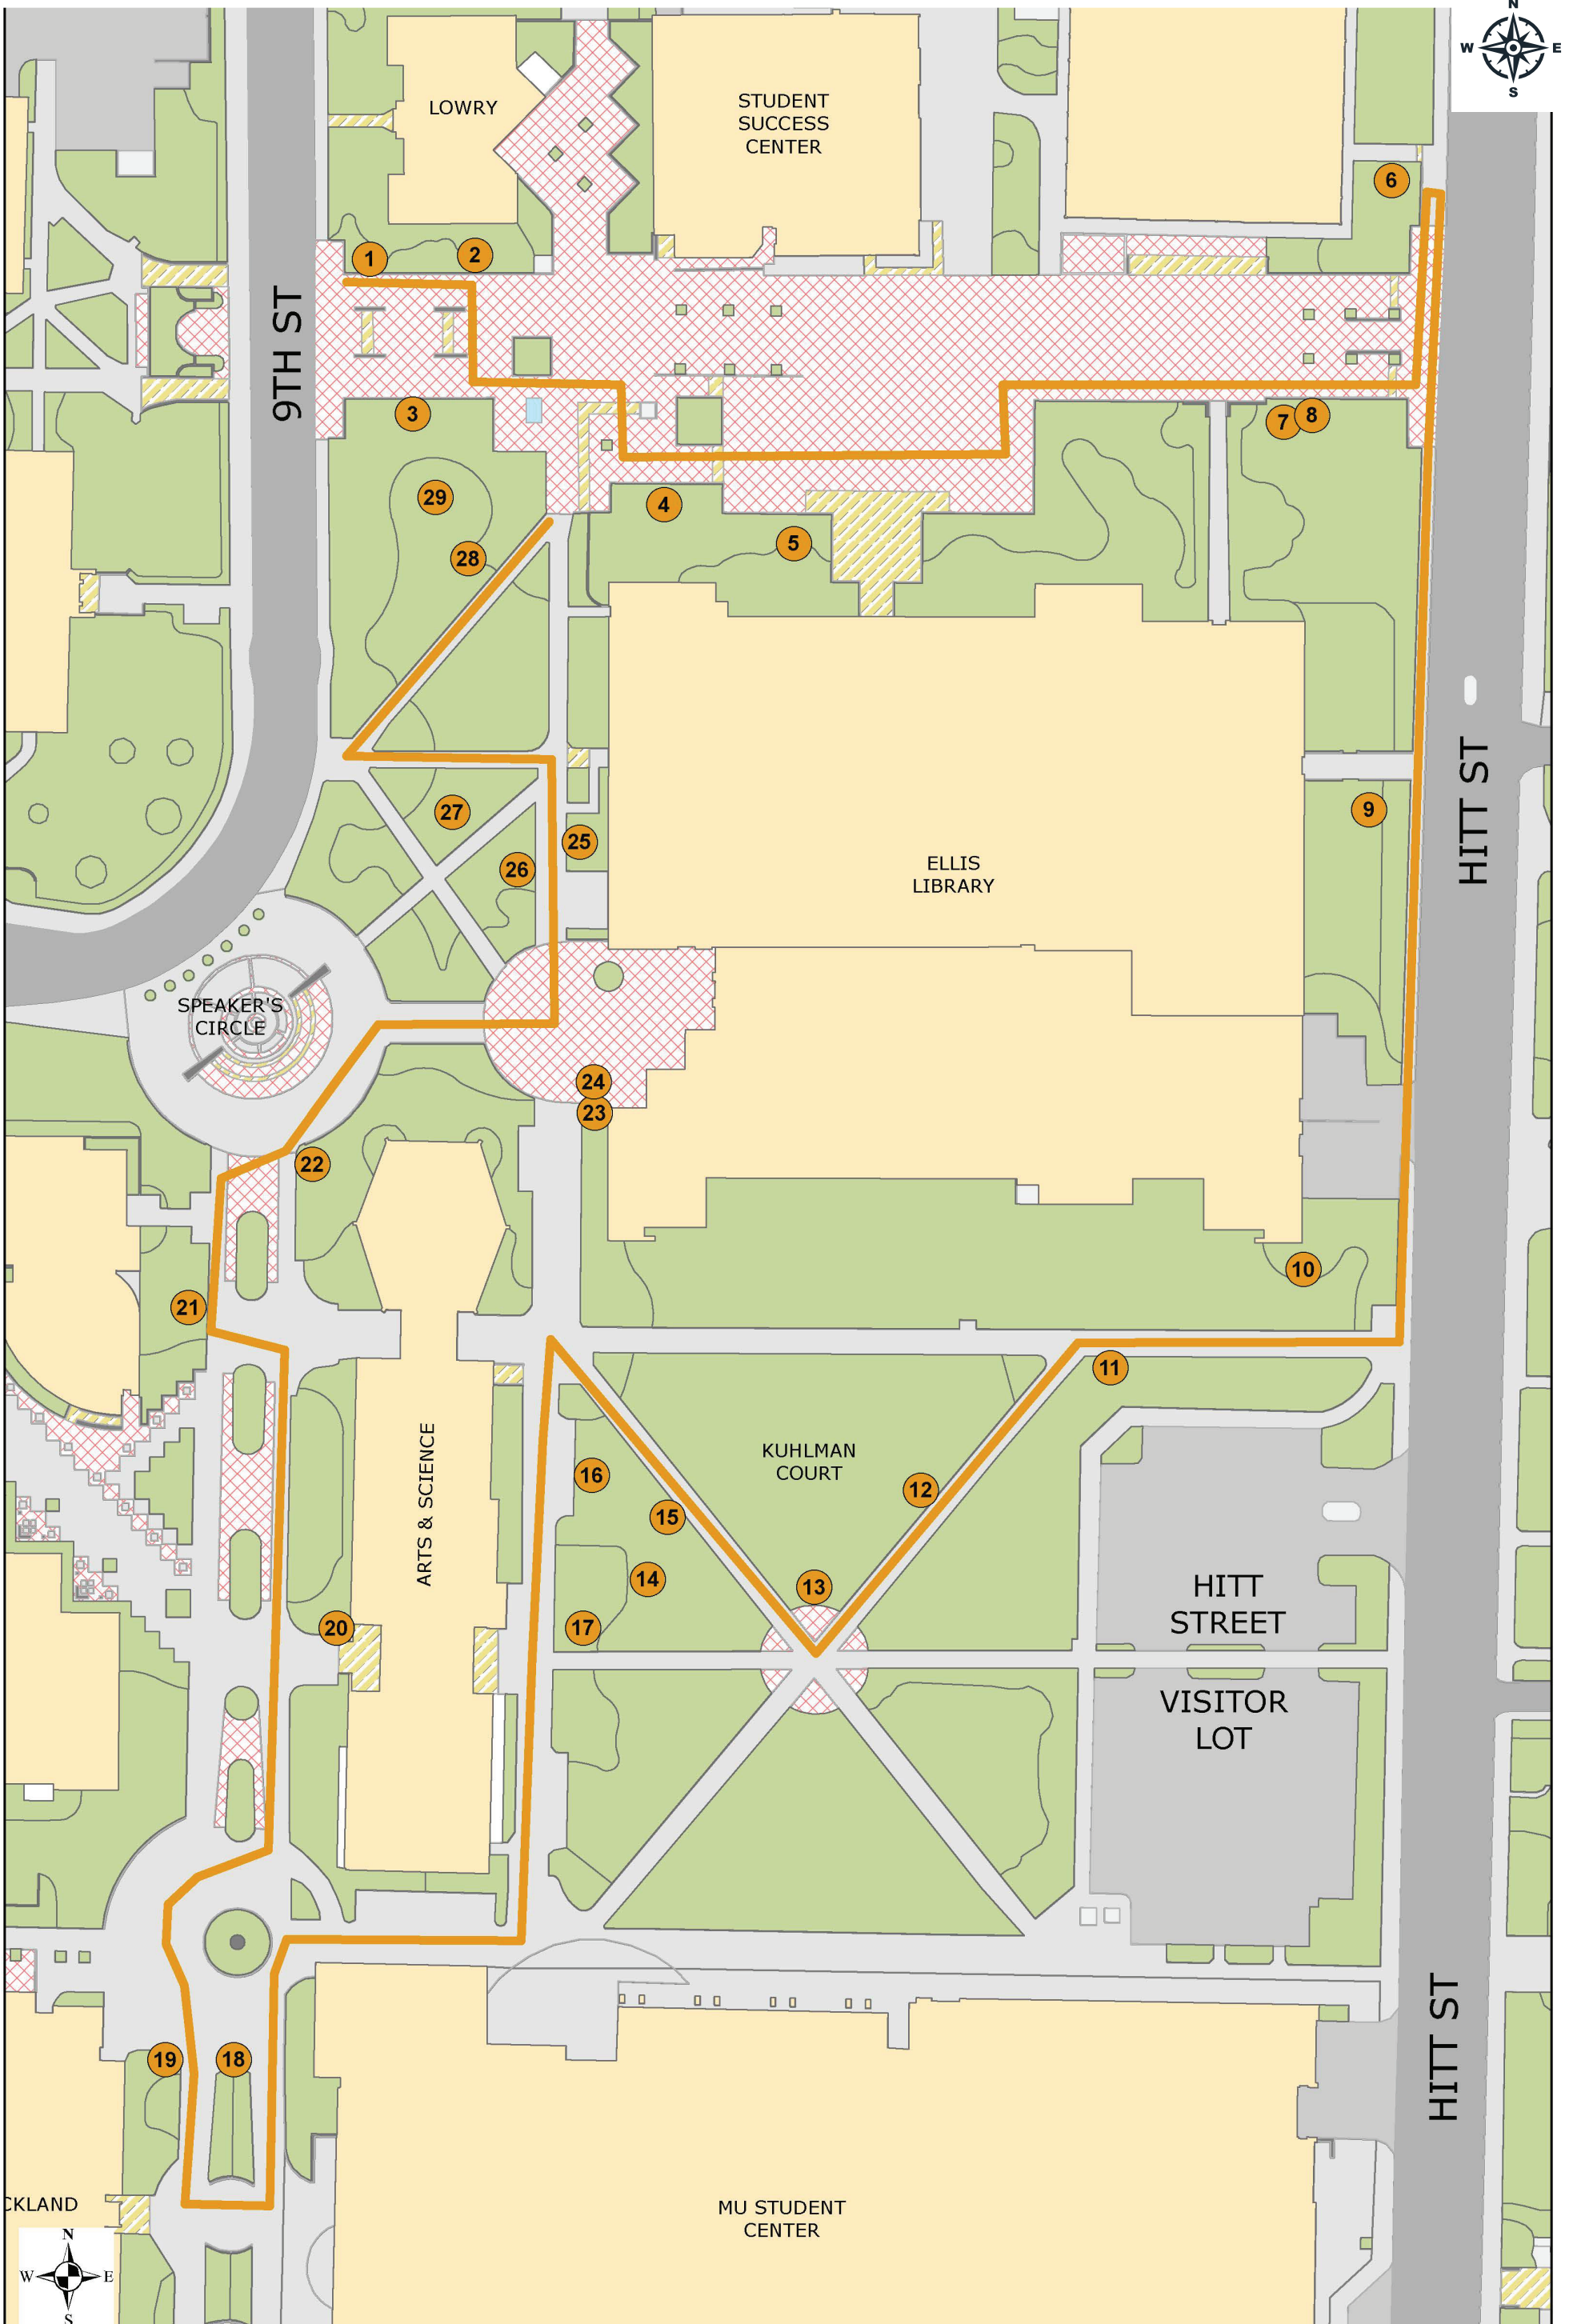 N
W E
S
LOWRY
STUDENT
SUCCESS
CENTER
6
1
2
9TH ST
3
7
8
29
4
28
5
HITT ST
27
9
25
26
ELLIS
LIBRARY
SPEAKER'S
CIRCLE
24
23
22
10
21
11
ARTS & SCIENCE
KUHLMAN
COURT
16
12
15
14
13
HITT
STREET
17
20
VISITOR
LOT
HITT ST
19
18
CKLAND
MU STUDENT
CENTER
N
W E
S